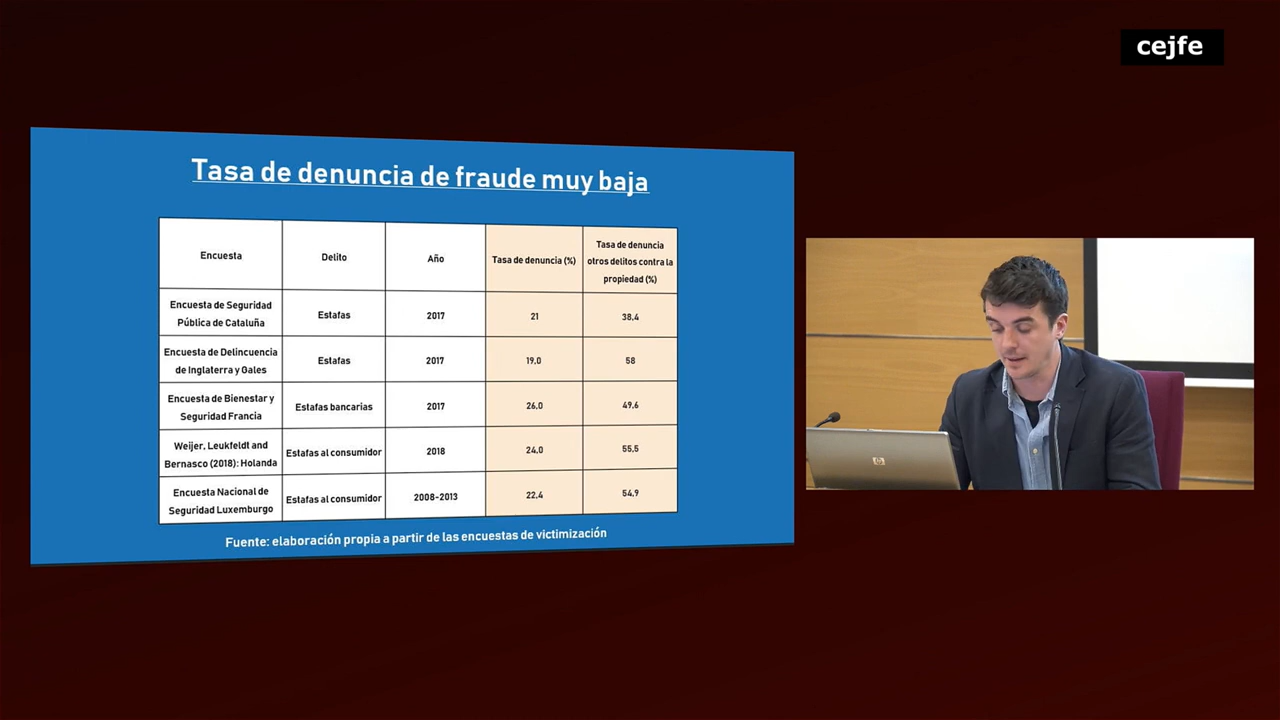 cejfe
Tasa de denuncia de fraude muy baja
Encuesta
Delito
Año
Tasa de denuncia (%)
Tasa de denuncia
otros delitos contra la
propiedad (%)
Encuesta de Seguridad
Pública de Cataluña
Estafas
2017
21
38,4
Encuesta de Delincuencia
de Inglaterra y Gales
Estafas
2017
19,0
58
Encuesta de Bienestar y
Seguridad Francia
Estafas bancarias
2017
26,0
49,6
Weijer, Leukfeldt and
Bernasco (2018): Holanda
Estafas al consumidor
2018
24,0
55,5
Encuesta Nacional de
Seguridad Luxemburgo
Estafas al consumidor
2008-2013
22,4
54,9
Fuente: elaboración propia a partir de las encuestas de victimización
hp